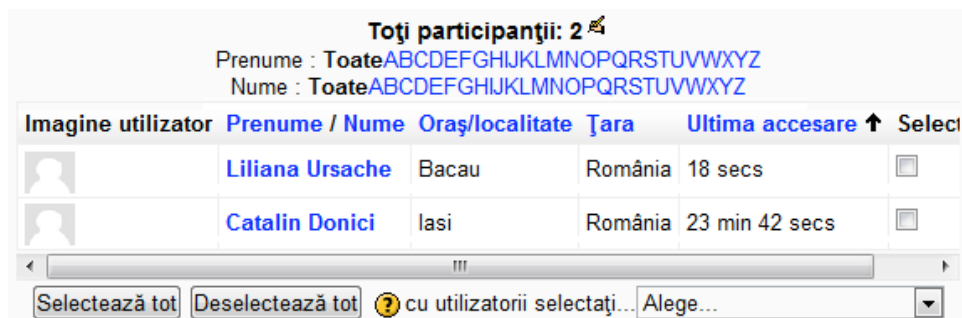 Toţi participanţii: 2
Prenume : ToateABCDEFGHIJKLMNOPQRSTUVWXYZ
Nume : ToateABCDEFGHIJKLMNOPQRSTUVWXYZ
Imagine utilizator Prenume / Nume Oraş/localitate Ţara Ultima accesare ↑ Select
Liliana Ursache Bacau România 18 secs
Catalin Donici Iasi România 23 min 42 secs
Selectează tot Deselectează tot ? cu utilizatorii selectaţi... Alege...